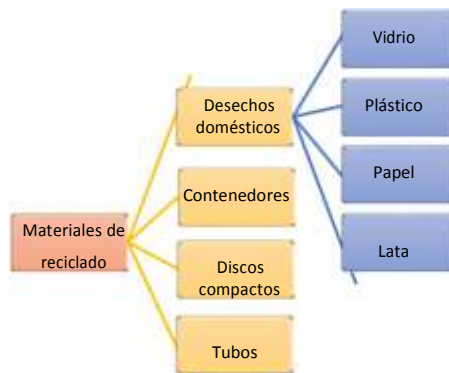 Materiales de
reciclado
Desechos
domésticos
Contenedores
Discos
compactos
Tubos
Vidrio
Plástico
Papel
Lata